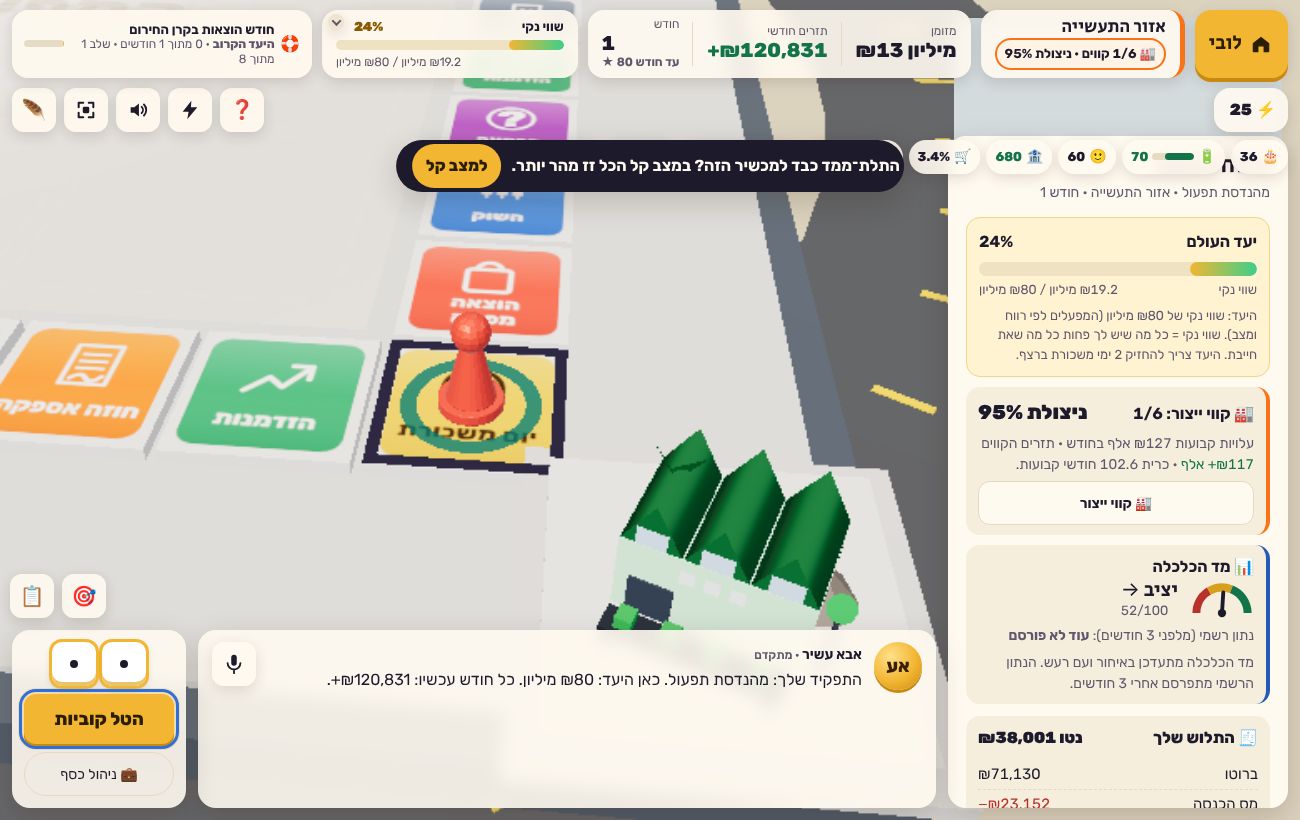 לובי
אזור התעשייה
🏭 1/6 קווים · ניצולת 95%
מזומן
₪13 מיליון
תזרים חודשי
+₪120,831
חודש
1
עד חודש 80 ★
שווי נקי
24%
₪19.2 מיליון / ₪80 מיליון
חודש הוצאות בקרן החירום
היעד הקרוב · 0 מתוך 1 חודשים · שלב 1
מתוך 8
⚡ 25
❓
🎂 36
🔋 70
🙂 60
🏦 680
🛒 3.4%
התלת־ממד כבד למכשיר הזה? במצב קל הכל זז מהר יותר.
למצב קל
הזדמנות
השוק
הוצאה
יום משכורת
הזדמנות
חוזה אספקה
מהנדסת תפעול · אזור התעשייה · חודש 1
יעד העולם
24%
שווי נקי
₪19.2 מיליון / ₪80 מיליון
היעד: שווי נקי של ₪80 מיליון (המפעלים לפי רווח
ומצב). שווי נקי = כל מה שיש לך פחות כל מה שאת
חייבת. היעד צריך להחזיק 2 ימי משכורת ברצף.
🏭 קווי ייצור: 1/6
ניצולת 95%
עלויות קבועות ₪127 אלף בחודש · תזרים הקווים
+₪117 אלף · כרית 102.6 חודשי קבועות.
🏭 קווי ייצור
📊 מד הכלכלה
יציב →
52/100
נתון רשמי (מלפני 3 חודשים): עוד לא פורסם
מד הכלכלה מתעדכן באיחור ועם רעש. הנתון
הרשמי מתפרסם אחרי 3 חודשים.
🧾 התלוש שלך
נטו ₪38,001
ברוטו
₪71,130
מס הכנסה
−₪23,152
אע
אבא עשיר · מתקדם
התפקיד שלך: מהנדסת תפעול. כאן היעד: ₪80 מיליון. כל חודש עכשיו: ₪120,831+.
הטל קוביות
💼 ניהול כסף